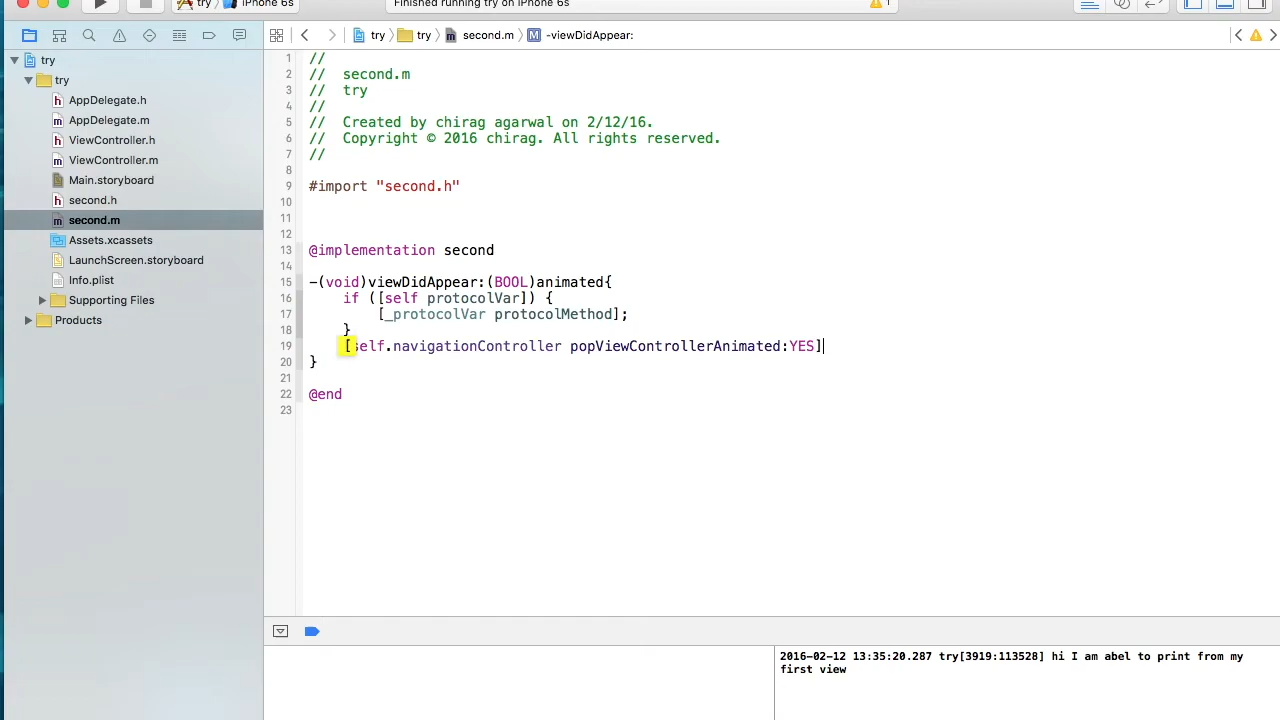 try iPhone 6s
Finished running try on iPhone 6s
1
try try second.m -viewDidAppear:
try
try
AppDelegate.h
AppDelegate.m
ViewController.h
ViewController.m
Main.storyboard
second.h
second.m
Assets.xcassets
LaunchScreen.storyboard
Info.plist
Supporting Files
Products
1 //
2 // second.m
3 // try
4 //
5 // Created by chirag agarwal on 2/12/16.
6 // Copyright © 2016 chirag. All rights reserved.
7 //
8
9 #import "second.h"
10
11
12
13 @implementation second
14
15 -(void)viewDidAppear:(BOOL)animated{
16 if ([self protocolVar]) {
17 [_protocolVar protocolMethod];
18 }
19 [self.navigationController popViewControllerAnimated:YES]
20 }
21
22 @end
23
2016-02-12 13:35:20.287 try[3919:113528] hi I am abel to print from my
first view